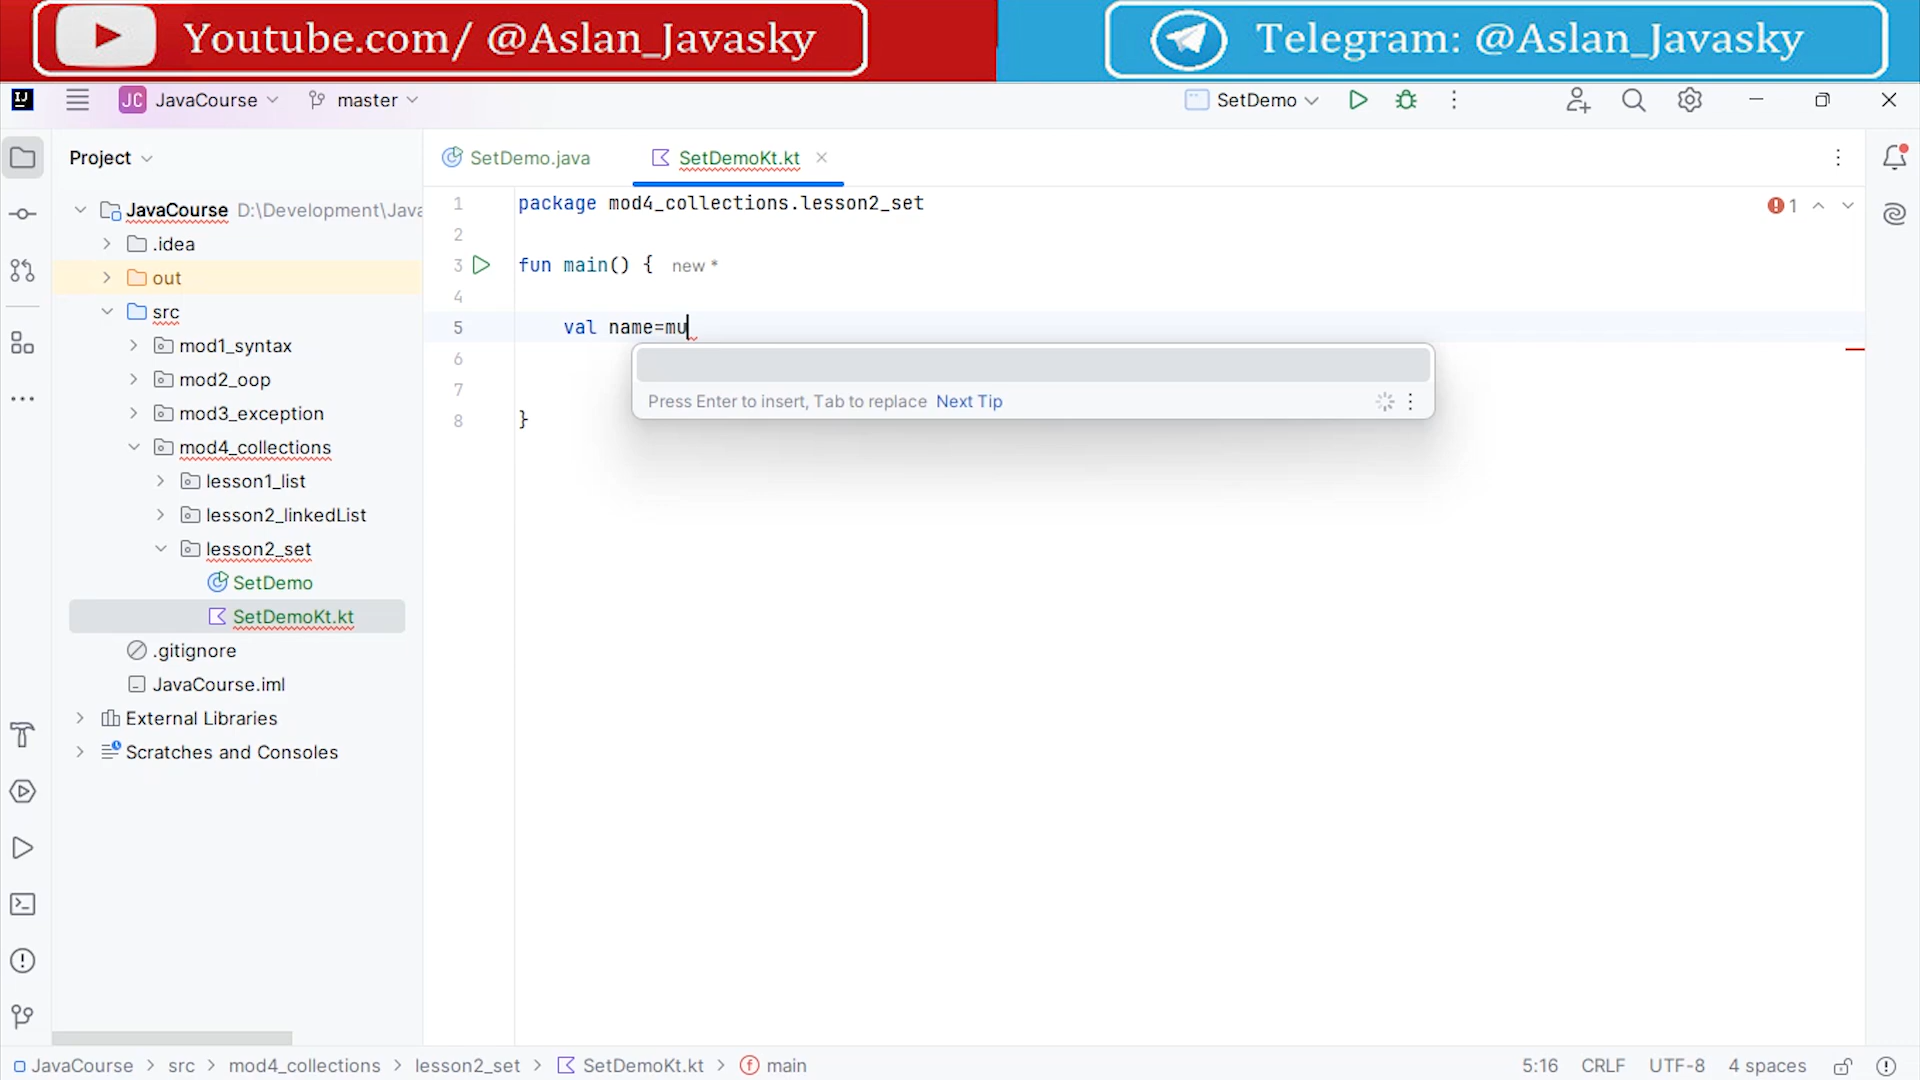 Youtube.com/ @Aslan_Javasky
Telegram: @Aslan_Javasky
JC JavaCourse master
SetDemo
Project
SetDemo.java
SetDemoKt.kt
JavaCourse D:\Development\Java
.idea
out
src
mod1_syntax
mod2_oop
mod3_exception
mod4_collections
lesson1_list
lesson2_linkedList
lesson2_set
SetDemo
SetDemoKt.kt
.gitignore
JavaCourse.iml
External Libraries
Scratches and Consoles
1 package mod4_collections.lesson2_set
2
3 fun main() { new *
4
5 val name=mu
6
7
8 }
1
Press Enter to insert, Tab to replace Next Tip
JavaCourse > src > mod4_collections > lesson2_set > SetDemoKt.kt > main
5:16 CRLF UTF-8 4 spaces